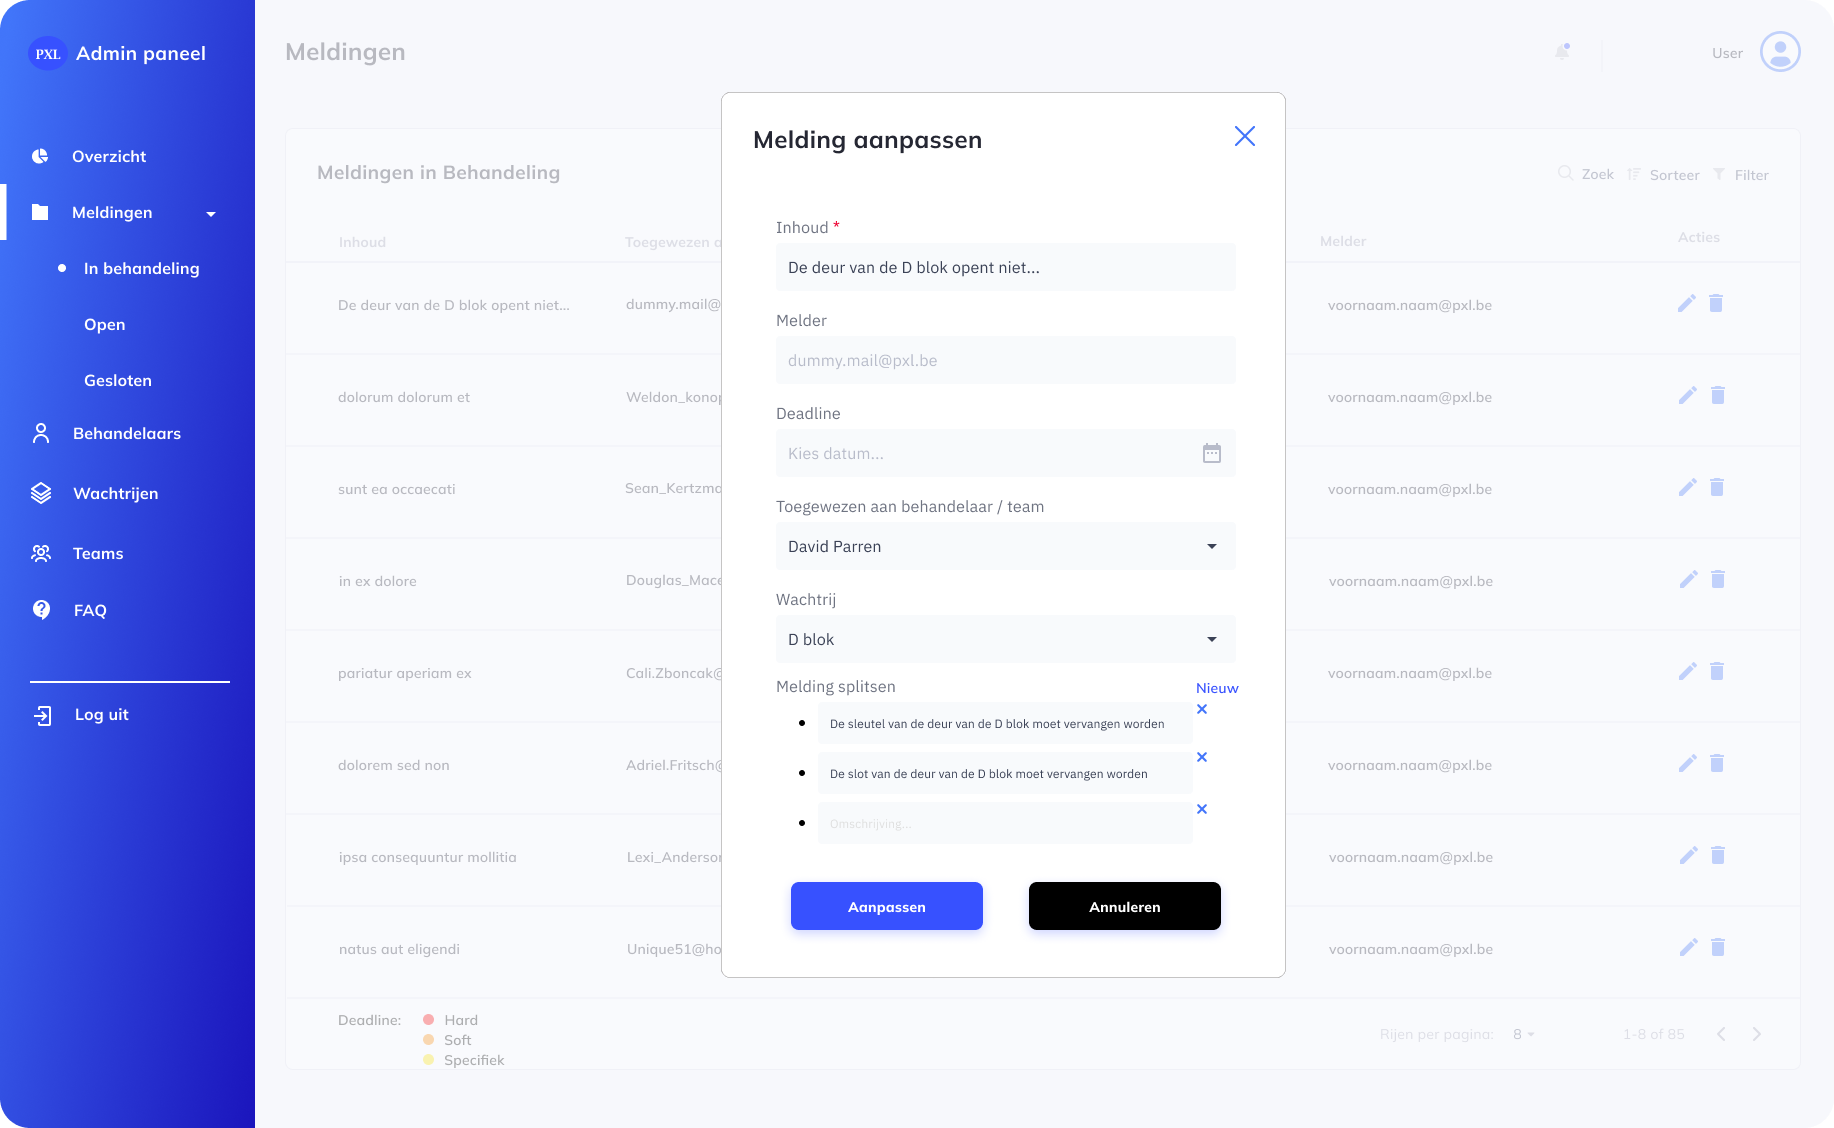 PXL Admin paneel
Overzicht
Meldingen
In behandeling
Open
Gesloten
Behandelaars
Wachtrijen
Teams
FAQ
Log uit
Meldingen
User
Meldingen in Behandeling
Zoek
Sorteer
Filter
Inhoud
Toegewezen
Melder
Acties
De deur van de D blok opent niet...
dummy.mail@
voornaam.naam@pxl.be
dolorum dolorum et
Weldon_konop
voornaam.naam@pxl.be
sunt ea occaecati
Sean_Kertzma
voornaam.naam@pxl.be
in ex dolore
Douglas_Mace
voornaam.naam@pxl.be
pariatur aperiam ex
Cali.Zboncak@
voornaam.naam@pxl.be
dolorem sed non
Adriel.Fritsch@
voornaam.naam@pxl.be
ipsa consequuntur mollitia
Lexi_Anderson
voornaam.naam@pxl.be
natus aut eligendi
Unique51@ho
voornaam.naam@pxl.be
Deadline:
Hard
Soft
Specifiek
Rijen per pagina: 8
1-8 of 85
Melding aanpassen
Inhoud *
De deur van de D blok opent niet...
Melder
dummy.mail@pxl.be
Deadline
Kies datum...
Toegewezen aan behandelaar / team
David Parren
Wachtrij
D blok
Melding splitsen
Nieuw
De sleutel van de deur van de D blok moet vervangen worden
De slot van de deur van de D blok moet vervangen worden
Omschrijving...
Aanpassen
Annuleren